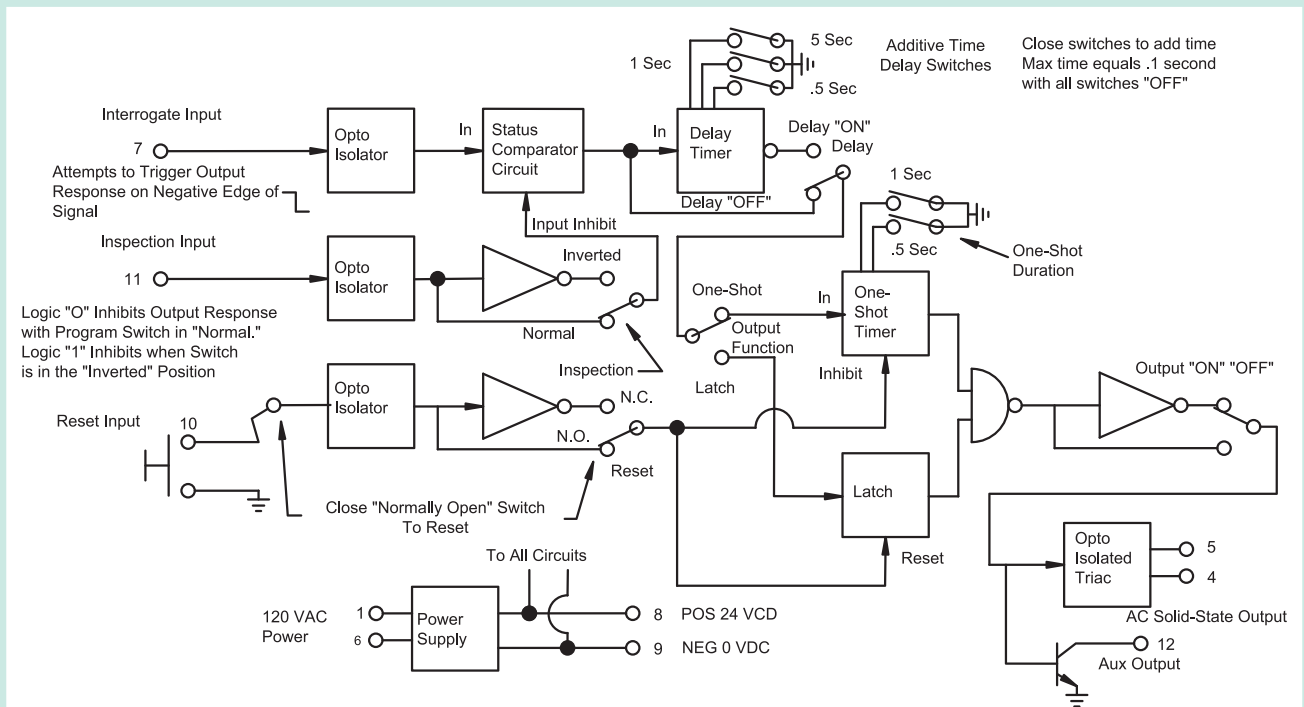 5 Sec
1 Sec
.5 Sec
Additive Time
Delay Switches
Close switches to add time
Max time equals .1 second
with all switches "OFF"
Interrogate Input
7
Attempts to Trigger Output
Response on Negative Edge of
Signal
Opto
Isolator
In
Status
Comparator
Circuit
In
Delay
Timer
Delay "ON"
Delay
Delay "OFF"
Input Inhibit
Inspection Input
11
Opto
Isolator
Inverted
Normal
Inspection
Logic "O" Inhibits Output Response
with Program Switch in "Normal."
Logic "1" Inhibits when Switch
is in the "Inverted" Position
1 Sec
.5 Sec
One-Shot
Duration
One-Shot
Output
Function
Latch
In
One-
Shot
Timer
Inhibit
Reset Input
10
Opto
Isolator
N.C.
N.O.
Reset
Close "Normally Open" Switch
To Reset
Latch
Reset
Output "ON" "OFF"
To All Circuits
120 VAC
Power
1
6
Power
Supply
8 POS 24 VCD
9 NEG 0 VDC
Opto
Isolated
Triac
5
4
AC Solid-State Output
12
Aux Output